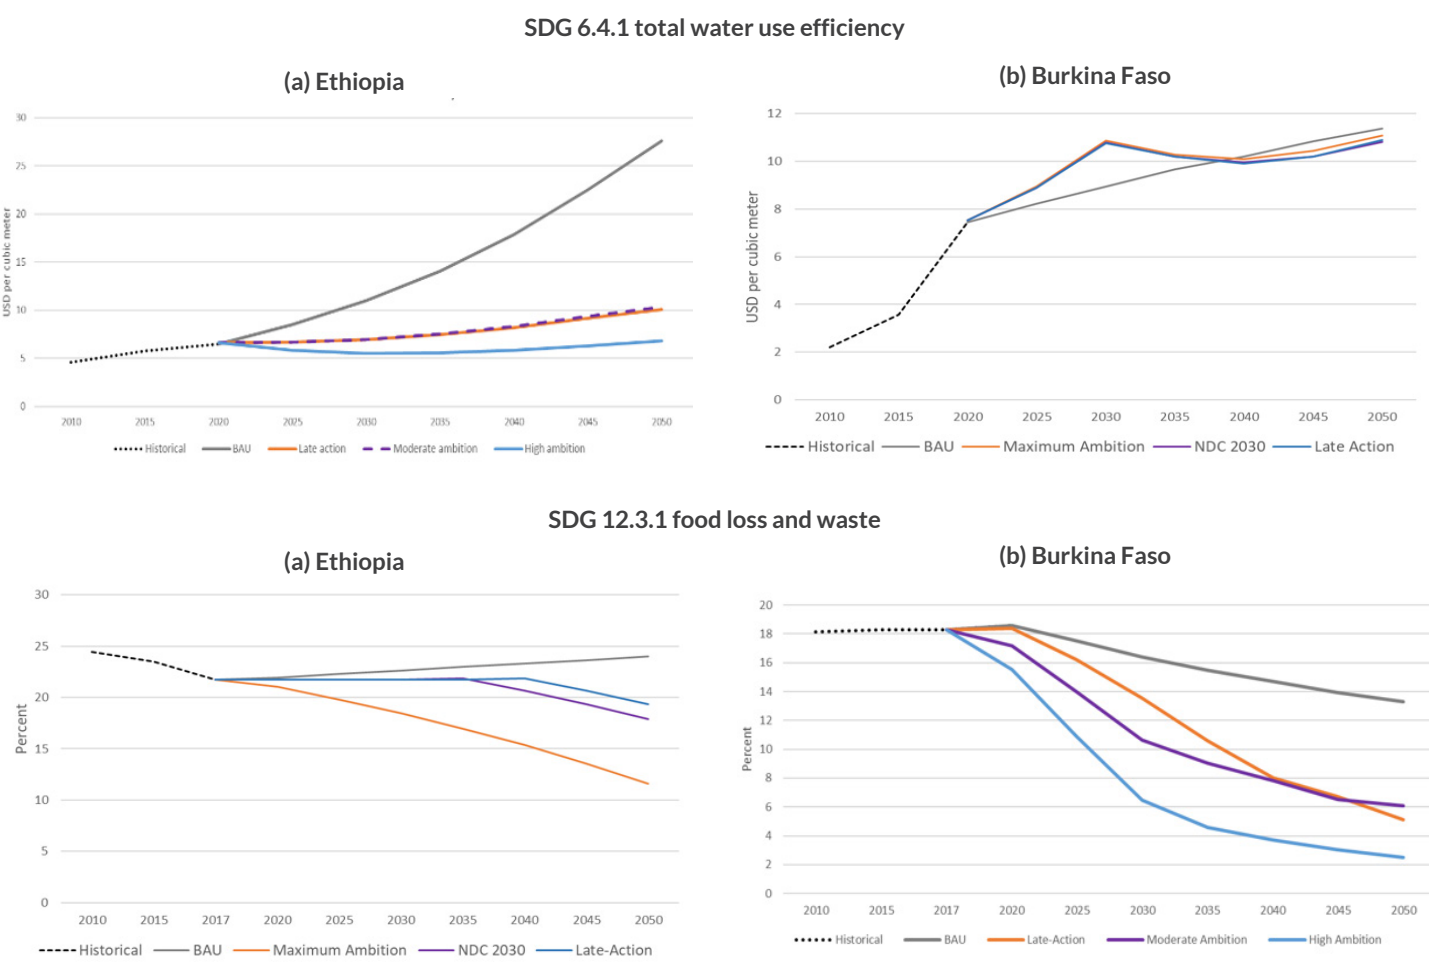 SDG 6.4.1 total water use efficiency
(a) Ethiopia
(b) Burkina Faso
USD per cubic meter
30
25
20
15
10
5
0
2010 2015 2020 2025 2030 2035 2040 2045 2050
Historical BAU Late action Moderate ambition High ambition
USD per cubic meter
12
10
8
6
4
2
0
2010 2015 2020 2025 2030 2035 2040 2045 2050
Historical BAU Maximum Ambition NDC 2030 Late Action
SDG 12.3.1 food loss and waste
(a) Ethiopia
(b) Burkina Faso
Percent
30
25
20
15
10
5
0
2010 2015 2017 2020 2025 2030 2035 2040 2045 2050
Historical BAU Maximum Ambition NDC 2030 Late-Action
Percent
20
18
16
14
12
10
8
6
4
2
0
2010 2015 2017 2020 2025 2030 2035 2040 2045 2050
Historical BAU Late-Action Moderate Ambition High Ambition